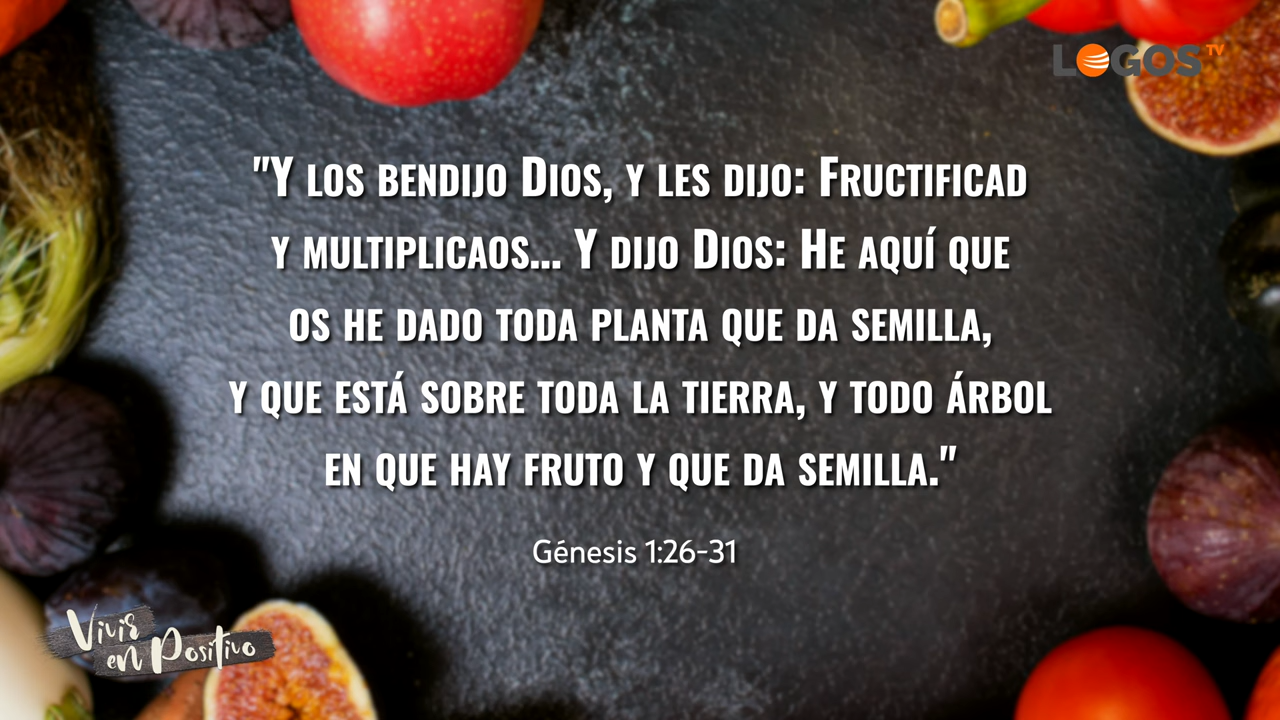 LOGOS TV
"Y los bendijo Dios, y les dijo: Fructificad
y multiplicaos... Y dijo Dios: He aquí que
os he dado toda planta que da semilla,
y que está sobre toda la tierra, y todo árbol
en que hay fruto y que da semilla."
Génesis 1:26-31
Vivir
en Positivo